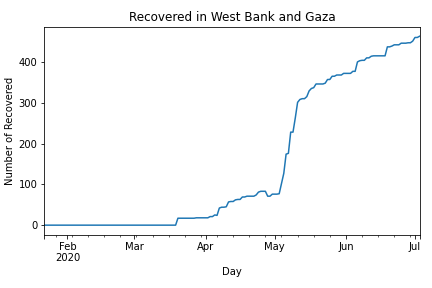 Recovered in West Bank and Gaza
Number of Recovered
400
300
200
100
0
Feb Mar Apr May Jun Jul
2020
Day